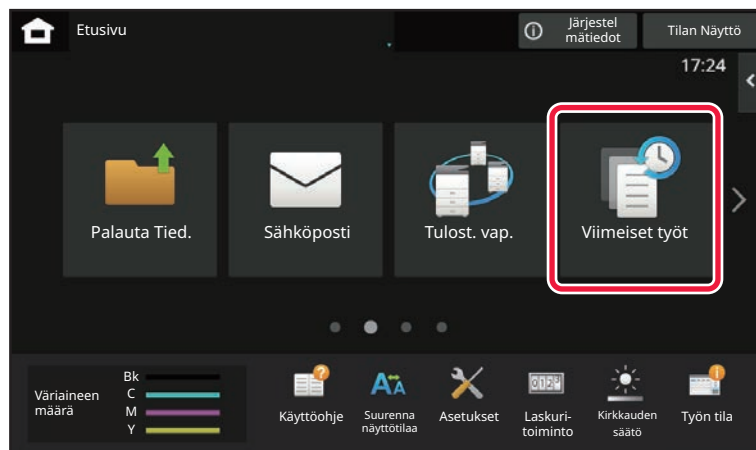 Etusivu
Järjestel
mätiedot
Tilan Näyttö
17:24
Palauta Tied.
Sähköposti
Tulost. vap.
Viimeiset työt
Väriaineen
määrä
Bk
C
M
Y
Käyttöohje
Suurenna
näyttötilaa
Asetukset
0123
Laskuri-
toiminto
Kirkkauden
säätö
Työn tila